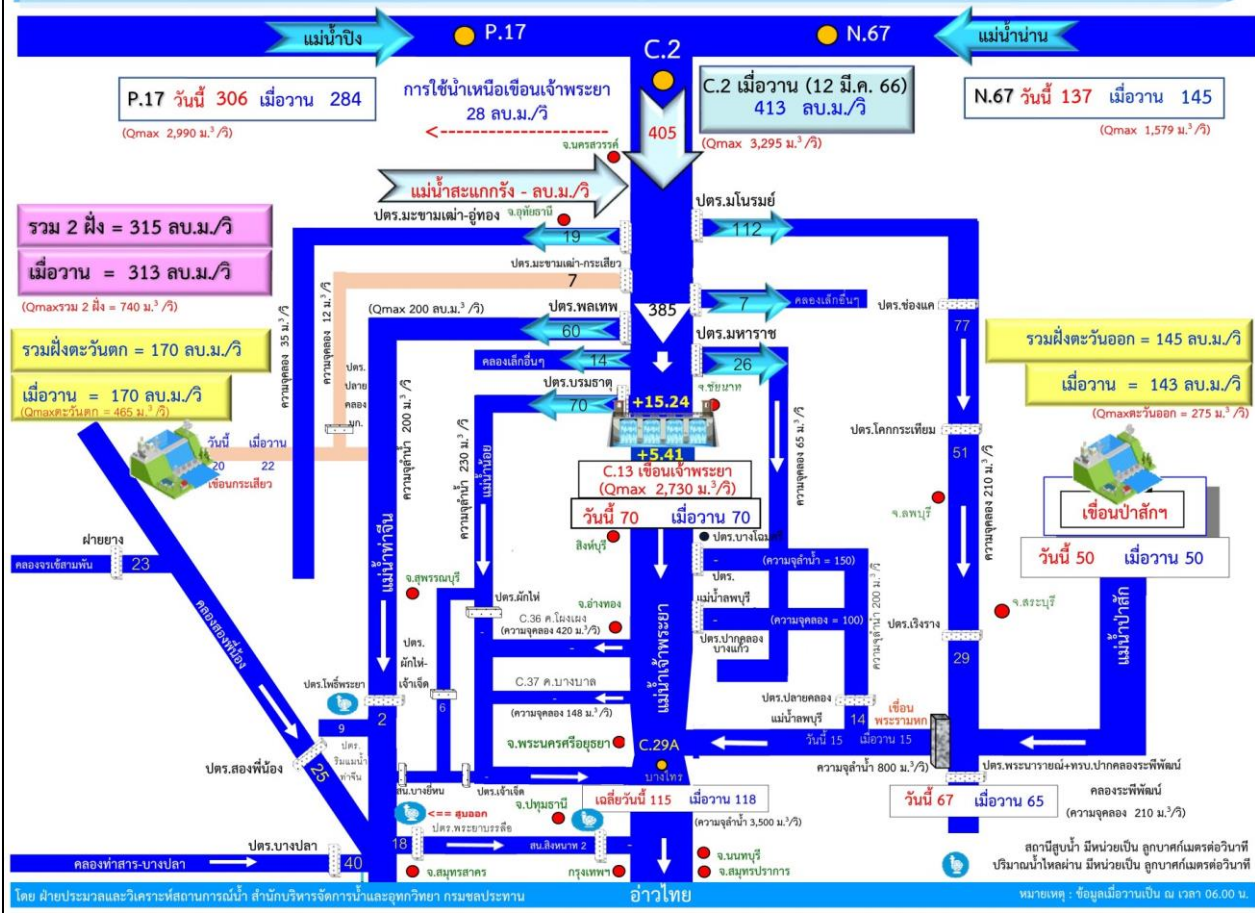 แม่น้ำปิง
P.17
C.2
N.67
แม่น้ำน่าน
P.17 วันนี้ 306 เมื่อวาน 284
(Qmax 2,990 ม.³/วิ)
การใช้น้ำเหนือเขื่อนเจ้าพระยา
28 ลบ.ม./วิ
จ.นครสวรรค์
405
C.2 เมื่อวาน (12 มี.ค. 66)
413 ลบ.ม./วิ
(Qmax 3,295 ม.³/วิ)
N.67 วันนี้ 137 เมื่อวาน 145
(Qmax 1,579 ม.³/วิ)
แม่น้ำสะแกกรัง - ลบ.ม./วิ
รวม 2 ฝั่ง = 315 ลบ.ม./วิ
เมื่อวาน = 313 ลบ.ม./วิ
(Qmaxรวม 2 ฝั่ง = 740 ม.³/วิ)
ปตร.มะขามเฒ่า-อู่ทอง
จ.อุทัยธานี
19
ปตร.มะขามเฒ่า-กระเสียว
7
ปตร.มโนรมย์
112
7
คลองเล็กอื่นๆ
ปตร.ช่องแค
77
(Qmax 200 ลบ.ม.³/วิ)
ปตร.พลเทพ
60
385
ปตร.มหาราช
26
คลองเล็กอื่นๆ
14
ปตร.บรมธาตุ
70
จ.ชัยนาท
+15.24
+5.41
C.13 เขื่อนเจ้าพระยา
(Qmax 2,730 ม.³/วิ)
วันนี้ 70 เมื่อวาน 70
รวมฝั่งตะวันตก = 170 ลบ.ม./วิ
เมื่อวาน = 170 ลบ.ม./วิ
(Qmaxตะวันตก = 465 ม.³/วิ)
รวมฝั่งตะวันออก = 145 ลบ.ม./วิ
เมื่อวาน = 143 ลบ.ม./วิ
(Qmaxตะวันออก = 275 ม.³/วิ)
ความจุคลอง 35 ม.³/วิ
ความจุคลอง 12 ม.³/วิ
ปตร.
ปลาย
คลอง
มก.
วันนี้ เมื่อวาน
20 22
เขื่อนกระเสียว
ความจุลำน้ำ 200 ม.³/วิ
ความจุลำน้ำ 230 ม.³/วิ
แม่น้ำน้อย
แม่น้ำท่าจีน
ความจุคลอง 65 ม.³/วิ
ปตร.โคกกระเทียม
51
ความจุคลอง 210 ม.³/วิ
จ.ลพบุรี
เขื่อนป่าสักฯ
วันนี้ 50 เมื่อวาน 50
ฝายยาง
คลองจรเข้สามพัน
23
คลองสองพี่น้อง
จ.สุพรรณบุรี
สิงห์บุรี
ปตร.บางโฉมศรี
-
(ความจุลำน้ำ = 150)
ปตร.
แม่น้ำลพบุรี
-
(ความจุคลอง = 100)
ปตร.ปากคลอง
บางแก้ว
ความจุลำน้ำ 200 ม.³/วิ
จ.สระบุรี
ปตร.เริงราง
29
แม่น้ำป่าสัก
ปตร.ผักไห่
-
จ.อ่างทอง
C.36 ค.โผงเผง
(ความจุคลอง 420 ม.³/วิ)
-
แม่น้ำเจ้าพระยา
ปตร.
ผักไห่-
เจ้าเจ็ด
6
C.37 ค.บางบาล
-
(ความจุคลอง 148 ม.³/วิ)
ปตร.โพธิ์พระยา
2
9
ปตร.
ริมแม่น้ำ
ท่าจีน
ปตร.ปลายคลอง
แม่น้ำลพบุรี
14
เขื่อน
พระรามหก
จ.พระนครศรีอยุธยา
C.29A
บางไทร
วันนี้ 15 เมื่อวาน 15
ความจุลำน้ำ 800 ม.³/วิ)
ปตร.พระนารายณ์+ทรบ.ปากคลองระพีพัฒน์
ปตร.สองพี่น้อง
25
สน.บางยี่หน
ปตร.เจ้าเจ็ด
เฉลี่ยวันนี้ 115 เมื่อวาน 118
(ความจุลำน้ำ 3,500 ม.³/วิ)
วันนี้ 67 เมื่อวาน 65
คลองระพีพัฒน์
(ความจุคลอง 210 ม.³/วิ)
จ.ปทุมธานี
<== สูบออก
ปตร.พระยาบรรลือ
18
สน.สิงหนาท 2
-
ปตร.บางปลา
คลองท่าสาร-บางปลา
40
จ.สมุทรสาคร
กรุงเทพฯ
จ.นนทบุรี
จ.สมุทรปราการ
สถานีสูบน้ำ มีหน่วยเป็น ลูกบาศก์เมตรต่อวินาที
ปริมาณน้ำไหลผ่าน มีหน่วยเป็น ลูกบาศก์เมตรต่อวินาที
โดย ฝ่ายประมวลและวิเคราะห์สถานการณ์น้ำ สำนักบริหารจัดการน้ำและอุทกวิทยา กรมชลประทาน
อ่าวไทย
หมายเหตุ : ข้อมูลเมื่อวานเป็น ณ เวลา 06.00 น.